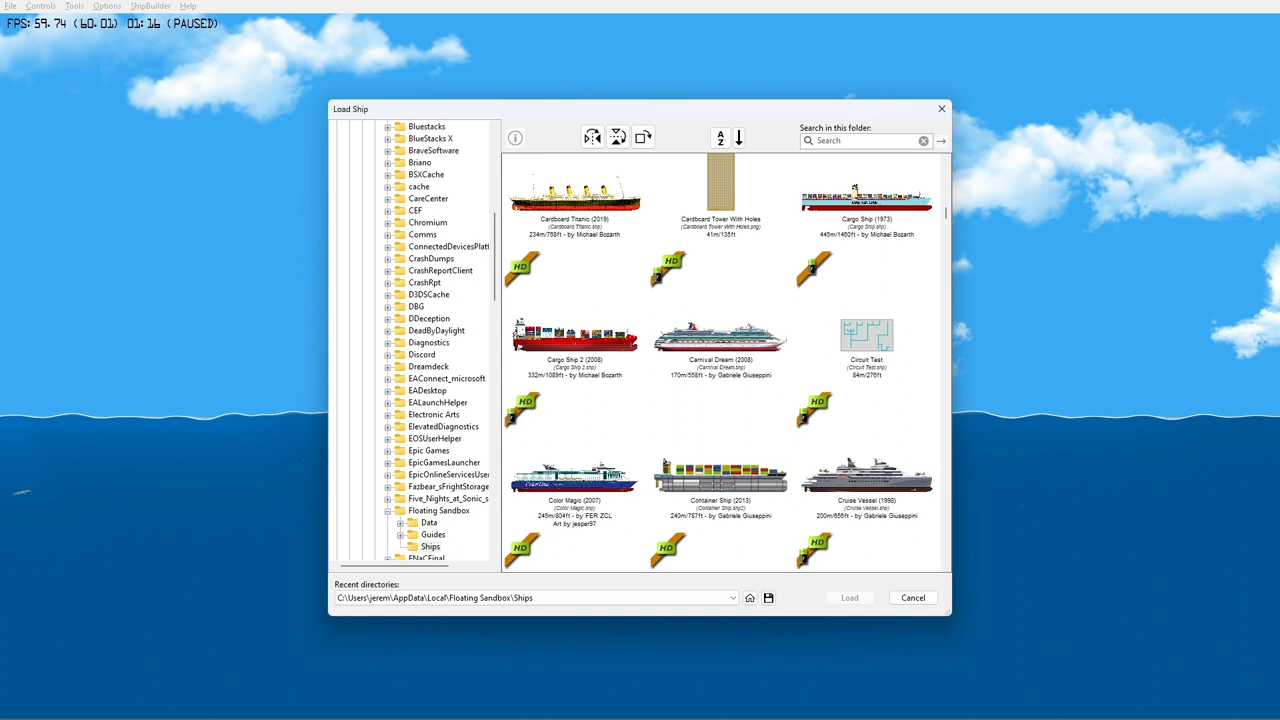 File Controls Tools Options ShipBuilder Help
FPS: 59.74 (60.01) 01:16 (PAUSED)
Load Ship
Bluestacks
BlueStacks X
BraveSoftware
Briano
BSXCache
cache
CareCenter
CEF
Chromium
Comms
ConnectedDevicesPlatf
CrashDumps
CrashReportClient
CrashRpt
D3DSCache
DBG
DDeception
DeadByDaylight
Diagnostics
Discord
Dreamdeck
EAConnect_microsoft
EADesktop
EALaunchHelper
Electronic Arts
ElevatedDiagnostics
EOSUserHelper
Epic Games
EpicGamesLauncher
EpicOnlineServicesUser
Fazbear_sFrightStorage
Five_Nights_at_Sonic_s
Floating Sandbox
Data
Guides
Ships
ENaCFinal
A
Z
Search in this folder:
Search
Cardboard Titanic (2019)
(Cardboard Titanic.shp)
234m/768ft - by Michael Bozarth
Cardboard Tower With Holes
(Cardboard Tower With Holes.png)
41m/135ft
Cargo Ship (1973)
(Cargo Ship.shp)
445m/1460ft - by Michael Bozarth
HD
HD
Cargo Ship 2 (2008)
(Cargo Ship 2.shp)
332m/1089ft - by Michael Bozarth
Carnival Dream (2008)
(Carnival Dream.shp)
170m/558ft - by Gabriele Giuseppini
Circuit Test
(Circuit Test.shp)
84m/276ft
HD
HD
Color Magic (2007)
(Color Magic.shp)
245m/804ft - by FER ZCL
Art by jesper97
Container Ship (2013)
(Container Ship.shp2)
240m/787ft - by Gabriele Giuseppini
Cruise Vessel (1998)
(Cruise Vessel.shp)
200m/656ft - by Gabriele Giuseppini
HD
HD
HD
Recent directories:
C:\Users\jerem\AppData\Local\Floating Sandbox\Ships
Load
Cancel